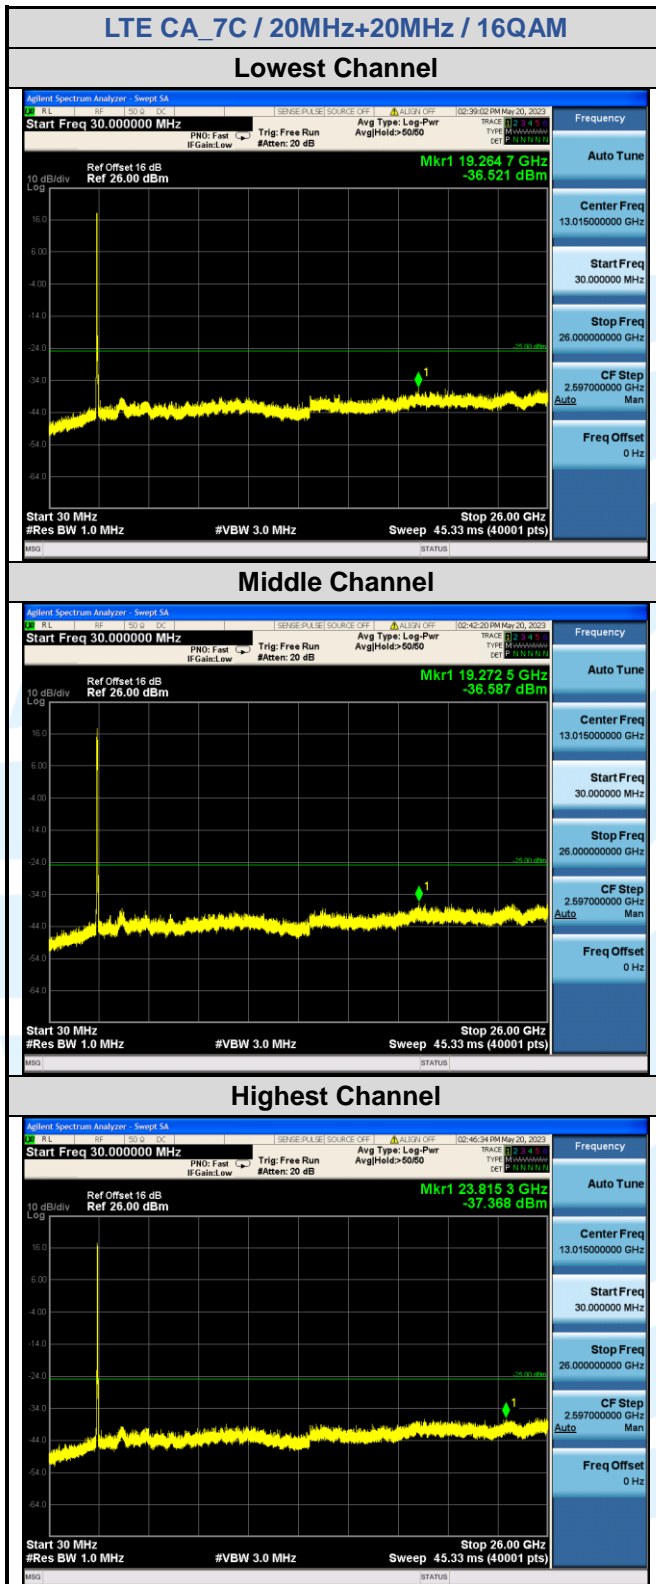 LTE CA_7C / 20MHz+20MHz / 16QAM
Lowest Channel
Agilent Spectrum Analyzer - Swept SA
RL RF 50 Ω DC SENSE:PULSE SOURCE OFF ALIGN OFF 02:39:02 PM May 20, 2023
Start Freq 30.000000 MHz
PNO: Fast
IFGain:Low
Trig: Free Run
#Atten: 20 dB
Avg Type: Log-Pwr
Avg|Hold:>50/50
TRACE 1 2 3 4 5 6
TYPE M
DET P N N N N N
Ref Offset 16 dB
10 dB/div Ref 26.00 dBm
Log
Mkr1 19.264 7 GHz
-36.521 dBm
16.0
6.00
-4.00
-14.0
-24.0
-34.0
-44.0
-54.0
-64.0
-25.00 dBm
1
Start 30 MHz
#Res BW 1.0 MHz
#VBW 3.0 MHz
Stop 26.00 GHz
Sweep 45.33 ms (40001 pts)
MSG
STATUS
Frequency
Auto Tune
Center Freq
13.015000000 GHz
Start Freq
30.000000 MHz
Stop Freq
26.000000000 GHz
CF Step
2.597000000 GHz
Auto Man
Freq Offset
0 Hz
Middle Channel
Agilent Spectrum Analyzer - Swept SA
RL RF 50 Ω DC SENSE:PULSE SOURCE OFF ALIGN OFF 02:42:20 PM May 20, 2023
Start Freq 30.000000 MHz
PNO: Fast
IFGain:Low
Trig: Free Run
#Atten: 20 dB
Avg Type: Log-Pwr
Avg|Hold:>50/50
TRACE 1 2 3 4 5 6
TYPE M
DET P N N N N N
Ref Offset 16 dB
10 dB/div Ref 26.00 dBm
Log
Mkr1 19.272 5 GHz
-36.587 dBm
16.0
6.00
-4.00
-14.0
-24.0
-34.0
-44.0
-54.0
-64.0
-25.00 dBm
1
Start 30 MHz
#Res BW 1.0 MHz
#VBW 3.0 MHz
Stop 26.00 GHz
Sweep 45.33 ms (40001 pts)
MSG
STATUS
Frequency
Auto Tune
Center Freq
13.015000000 GHz
Start Freq
30.000000 MHz
Stop Freq
26.000000000 GHz
CF Step
2.597000000 GHz
Auto Man
Freq Offset
0 Hz
Highest Channel
Agilent Spectrum Analyzer - Swept SA
RL RF 50 Ω DC SENSE:PULSE SOURCE OFF ALIGN OFF 02:46:34 PM May 20, 2023
Start Freq 30.000000 MHz
PNO: Fast
IFGain:Low
Trig: Free Run
#Atten: 20 dB
Avg Type: Log-Pwr
Avg|Hold:>50/50
TRACE 1 2 3 4 5 6
TYPE M
DET P N N N N N
Ref Offset 16 dB
10 dB/div Ref 26.00 dBm
Log
Mkr1 23.815 3 GHz
-37.368 dBm
16.0
6.00
-4.00
-14.0
-24.0
-34.0
-44.0
-54.0
-64.0
-25.00 dBm
1
Start 30 MHz
#Res BW 1.0 MHz
#VBW 3.0 MHz
Stop 26.00 GHz
Sweep 45.33 ms (40001 pts)
MSG
STATUS
Frequency
Auto Tune
Center Freq
13.015000000 GHz
Start Freq
30.000000 MHz
Stop Freq
26.000000000 GHz
CF Step
2.597000000 GHz
Auto Man
Freq Offset
0 Hz